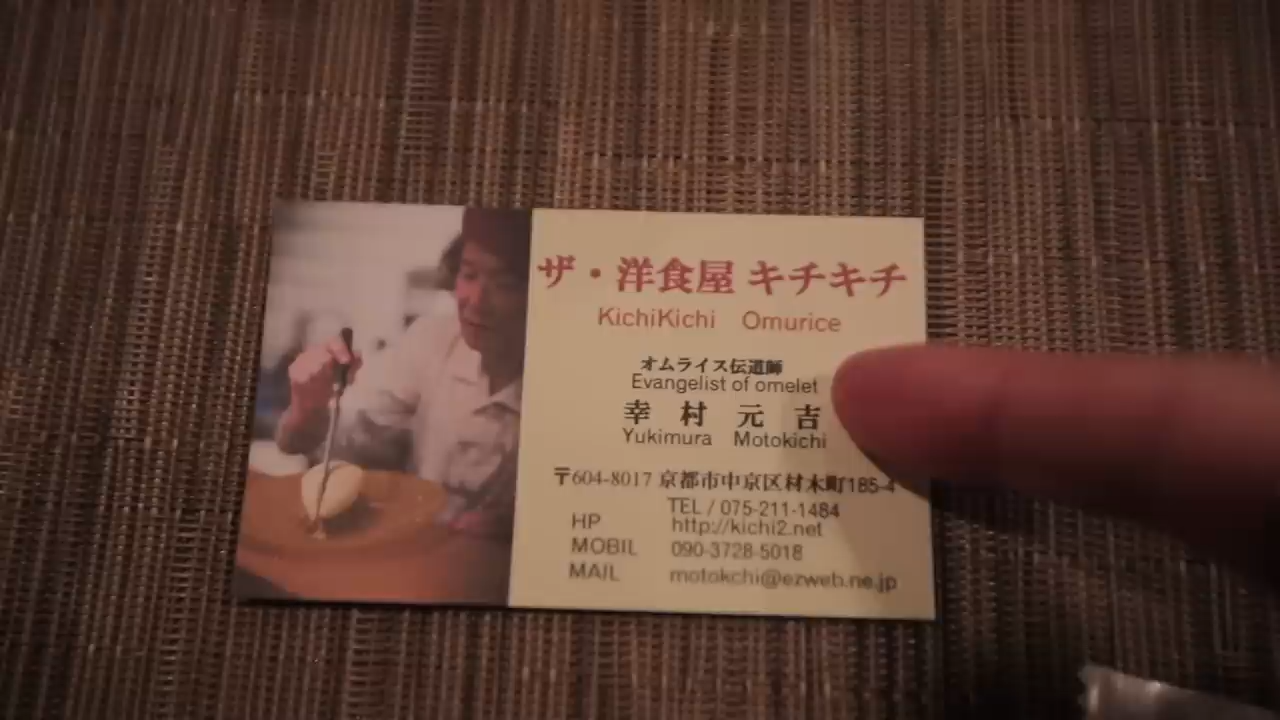 ザ・洋食屋 キチキチ
KichiKichi Omurice
オムライス伝道師
Evangelist of omelet
幸村元吉
Yukimura Motokichi
〒604-8017 京都市中京区材木町185-4
TEL / 075-211-1484
HP http://kichi2.net
MOBIL 090-3728-5018
MAIL motokchi@ezweb.ne.jp